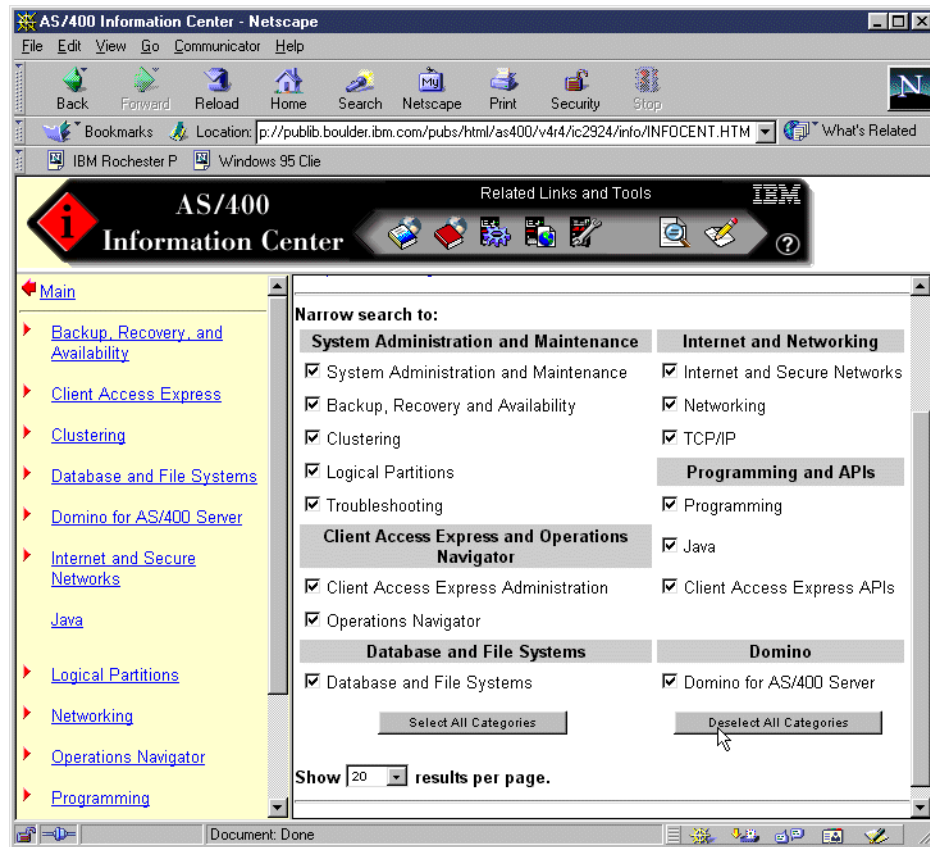 AS/400 Information Center - Netscape
File Edit View Go Communicator Help
Back Forward Reload Home Search Netscape Print Security Stop
My
N
Bookmarks Location: p://publib.boulder.ibm.com/pubs/html/as400/v4r4/ic2924/info/INFOCENT.HTM What's Related
IBM Rochester P Windows 95 Clie
i
AS/400
Information Center
Related Links and Tools
IBM
?
Main
Backup, Recovery, and
Availability
Client Access Express
Clustering
Database and File Systems
Domino for AS/400 Server
Internet and Secure
Networks
Java
Logical Partitions
Networking
Operations Navigator
Programming
Narrow search to:
System Administration and Maintenance
System Administration and Maintenance
Backup, Recovery and Availability
Clustering
Logical Partitions
Troubleshooting
Client Access Express and Operations
Navigator
Client Access Express Administration
Operations Navigator
Database and File Systems
Database and File Systems
Select All Categories
Internet and Networking
Internet and Secure Networks
Networking
TCP/IP
Programming and APIs
Programming
Java
Client Access Express APIs
Domino
Domino for AS/400 Server
Deselect All Categories
Show 20 results per page.
Document: Done